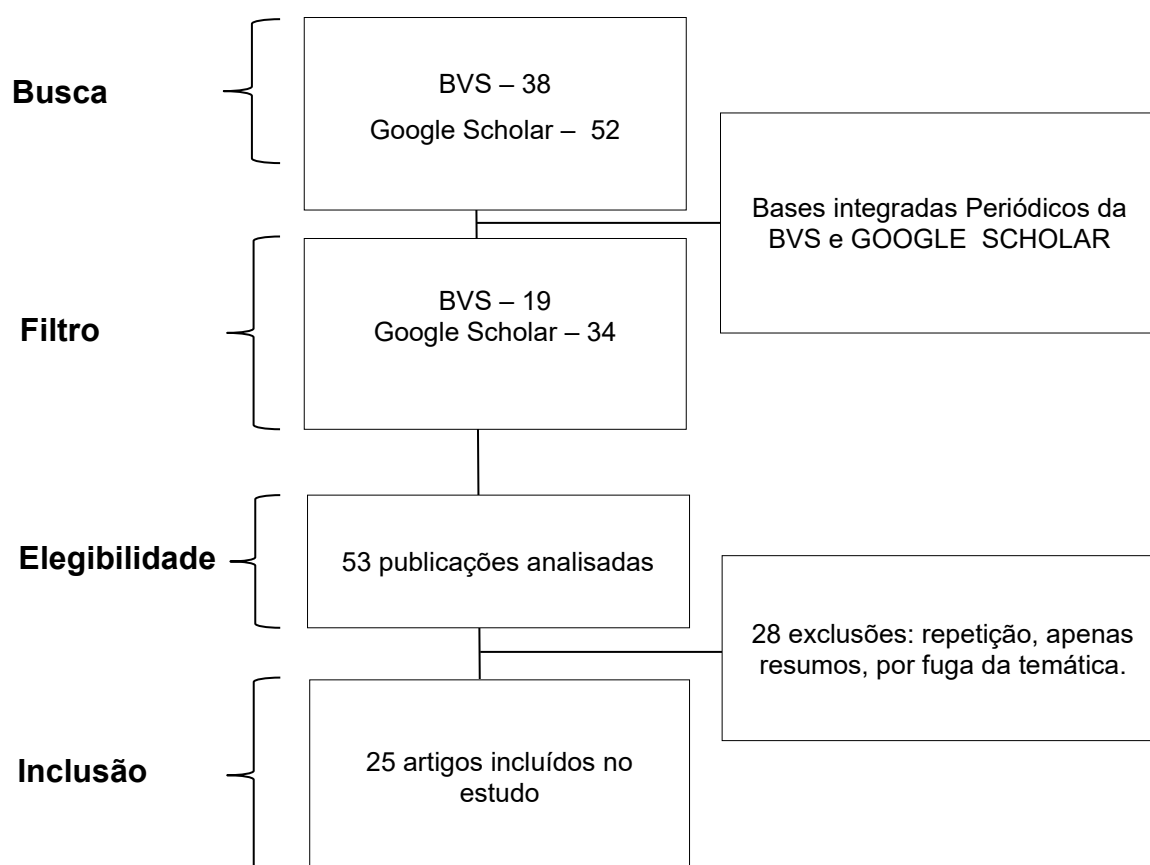 Busca
BVS – 38
Google Scholar – 52
Bases integradas Periódicos da
BVS e GOOGLE SCHOLAR
Filtro
BVS – 19
Google Scholar – 34
Elegibilidade
53 publicações analisadas
28 exclusões: repetição, apenas
resumos, por fuga da temática.
Inclusão
25 artigos incluídos no
estudo